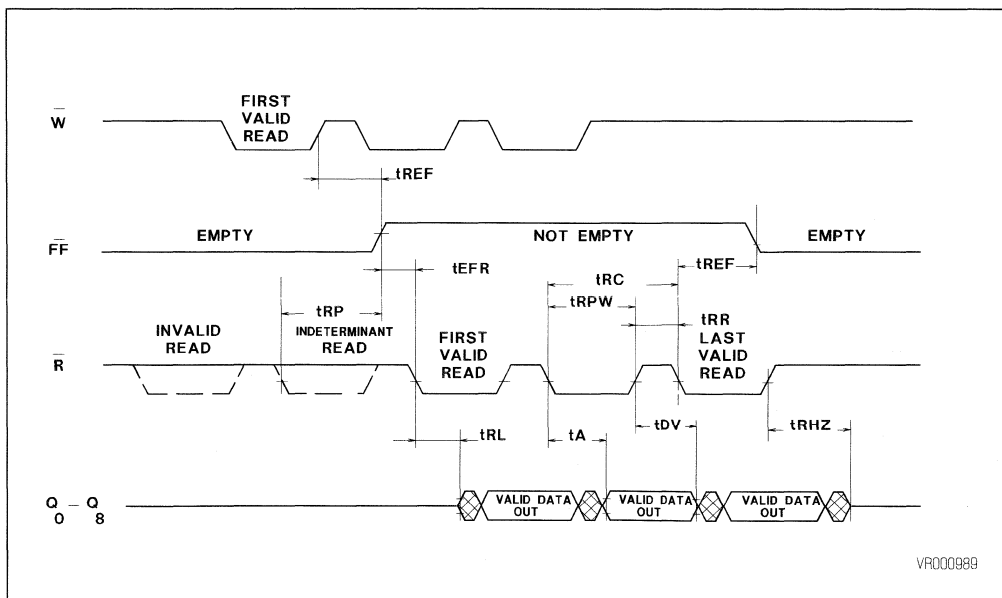 FIRST
VALID
READ
W
tREF
EMPTY
NOT EMPTY
EMPTY
FF
tEFR
tRC
tREF
tRP
tRPW
tRR
INVALID
READ
INDETERMINANT
READ
FIRST
VALID
READ
LAST
VALID
READ
R
tRL
tA
tDV
tRHZ
Q – Q
0 8
VALID DATA
OUT
VALID DATA
OUT
VALID DATA
OUT
VR000989